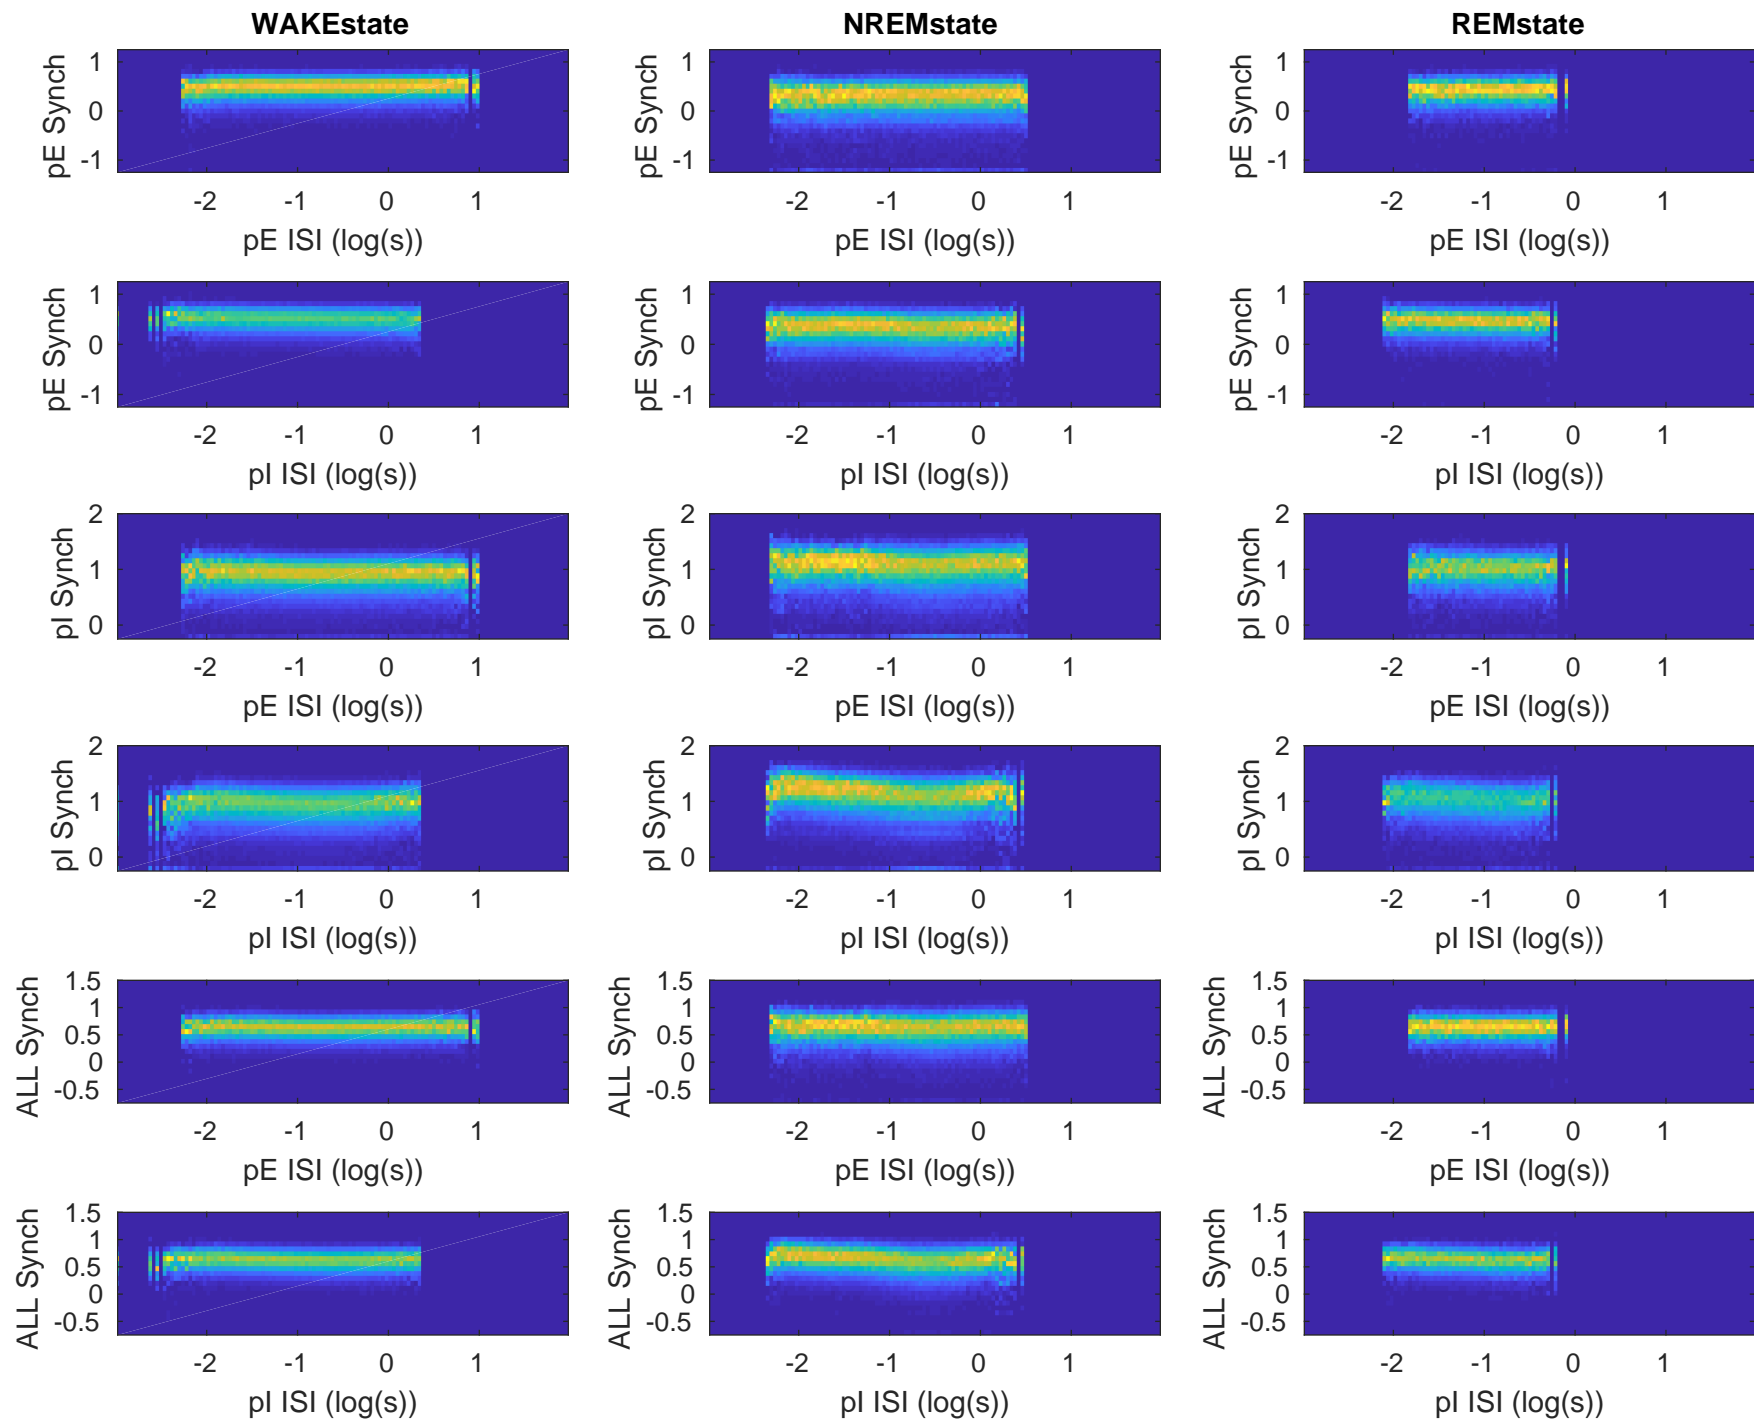 WAKEstate NREMstate REMstate
pE Synch 1 0 -1 pE Synch 1 0 -1 pE Synch 1 0 -1
-2 -1 0 1 -2 -1 0 1 -2 -1 0 1
pE ISI (log(s)) pE ISI (log(s)) pE ISI (log(s))
pE Synch 1 0 -1 pE Synch 1 0 -1 pE Synch 1 0 -1
-2 -1 0 1 -2 -1 0 1 -2 -1 0 1
pI ISI (log(s)) pI ISI (log(s)) pI ISI (log(s))
pI Synch 2 1 0 pI Synch 2 1 0 pI Synch 2 1 0
-2 -1 0 1 -2 -1 0 1 -2 -1 0 1
pE ISI (log(s)) pE ISI (log(s)) pE ISI (log(s))
pI Synch 2 1 0 pI Synch 2 1 0 pI Synch 2 1 0
-2 -1 0 1 -2 -1 0 1 -2 -1 0 1
pI ISI (log(s)) pI ISI (log(s)) pI ISI (log(s))
ALL Synch 1.5 1 0.5 0 -0.5 ALL Synch 1.5 1 0.5 0 -0.5 ALL Synch 1.5 1 0.5 0 -0.5
-2 -1 0 1 -2 -1 0 1 -2 -1 0 1
pE ISI (log(s)) pE ISI (log(s)) pE ISI (log(s))
ALL Synch 1.5 1 0.5 0 -0.5 ALL Synch 1.5 1 0.5 0 -0.5 ALL Synch 1.5 1 0.5 0 -0.5
-2 -1 0 1 -2 -1 0 1 -2 -1 0 1
pI ISI (log(s)) pI ISI (log(s)) pI ISI (log(s))